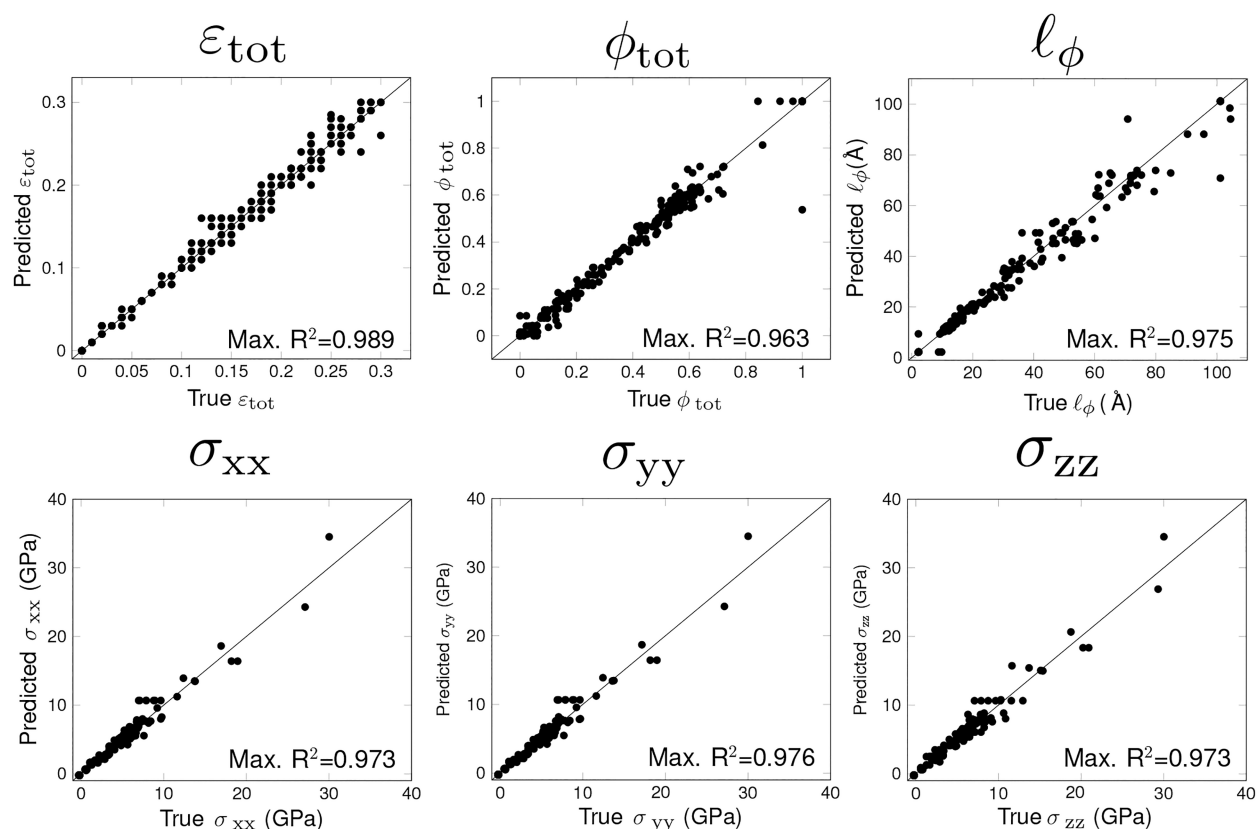 ε_tot
ϕ_tot
ℓ_ϕ
Predicted ε_tot
0.3
0.2
0.1
0
Max. R²=0.989
0 0.05 0.1 0.15 0.2 0.25 0.3
True ε_tot
Predicted ϕ_tot
1
0.8
0.6
0.4
0.2
0
Max. R²=0.963
0 0.2 0.4 0.6 0.8 1
True ϕ_tot
Predicted ℓ_ϕ(Å)
100
80
60
40
20
0
Max. R²=0.975
0 20 40 60 80 100
True ℓ_ϕ(Å)
σ_xx
σ_yy
σ_zz
Predicted σ_xx (GPa)
40
30
20
10
0
Max. R²=0.973
0 10 20 30 40
True σ_xx (GPa)
Predicted σ_yy (GPa)
40
30
20
10
0
Max. R²=0.976
0 10 20 30 40
True σ_yy (GPa)
Predicted σ_zz (GPa)
40
30
20
10
0
Max. R²=0.973
0 10 20 30 40
True σ_zz (GPa)